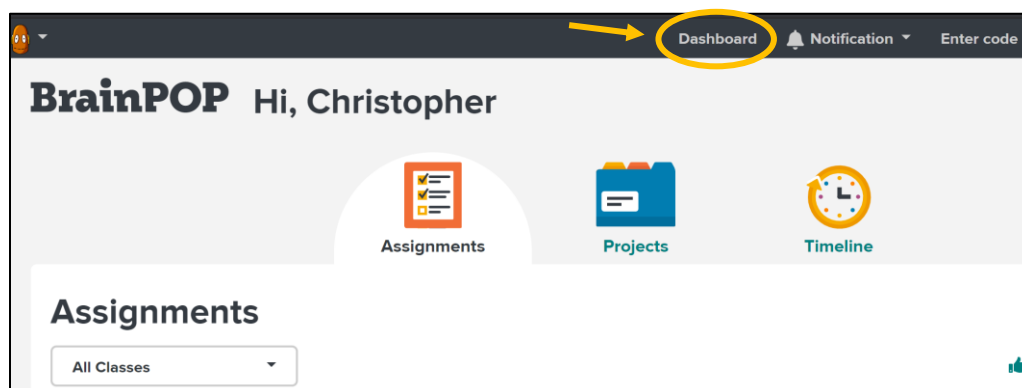 Dashboard Notification Enter code
BrainPOP Hi, Christopher
Assignments Projects Timeline
Assignments
All Classes